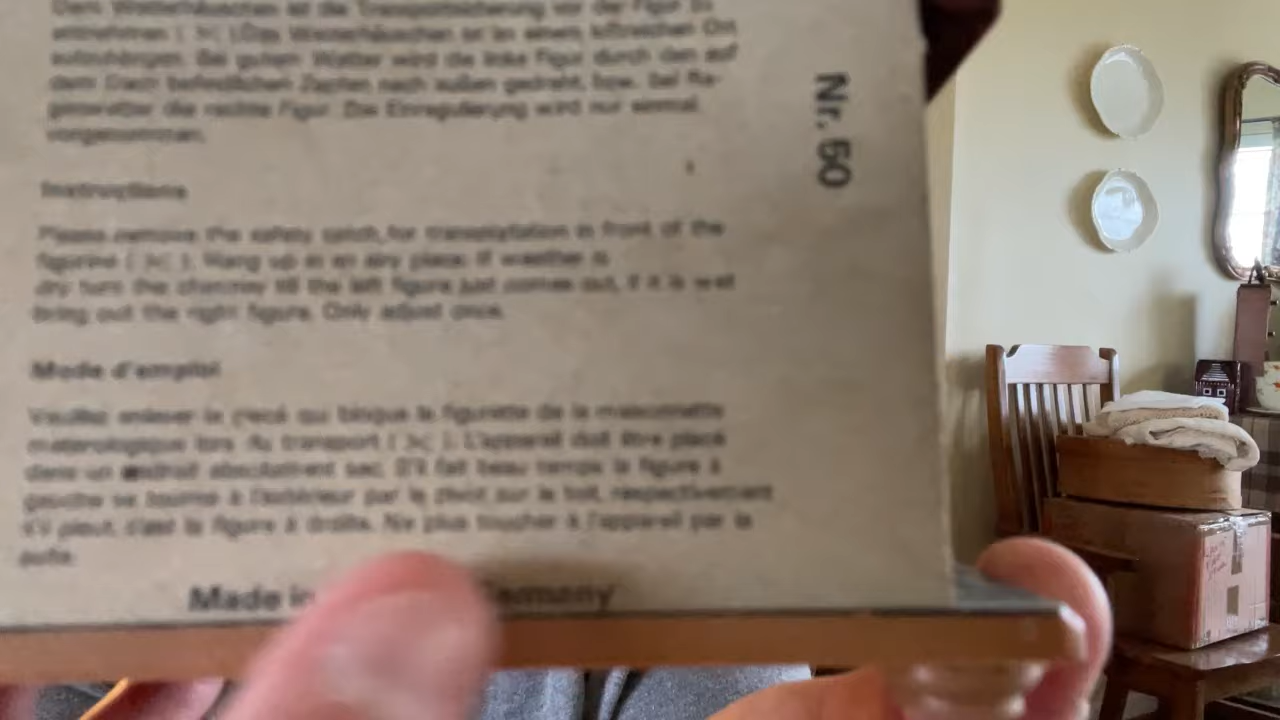 Dem Wetterhäuschen ist die Transportsicherung vor der Figur zu
entnehmen ( >< ). Das Wetterhäuschen ist an einem luftreichen Ort
aufzuhängen. Bei gutem Wetter wird die linke Figur durch den auf
dem Dach befindlichen Zapfen nach außen gedreht, bzw. bei Re-
genwetter die rechte Figur. Die Einregulierung wird nur einmal
vorgenommen.
Nr. 50
Instructions
Please remove the safety catch for transportation in front of the
figurine ( >< ). Hang up in an airy place. If weather is
dry turn the chimney till the left figure just comes out, if it is wet
bring out the right figure. Only adjust once.
Mode d'emploi
Veuillez enlever la qui bloque la figurette de la maisonnette
lors du transport ( >< ). L'appareil doit être placé
dans un endroit absolument sec. S'il fait beau temps la figure à
gauche se tourne à l'extérieur par le pivot sur le toit, respectivement
s'il pleut, c'est la figure à droite. Ne plus toucher à l'appareil par la
suite.
Made in Germany